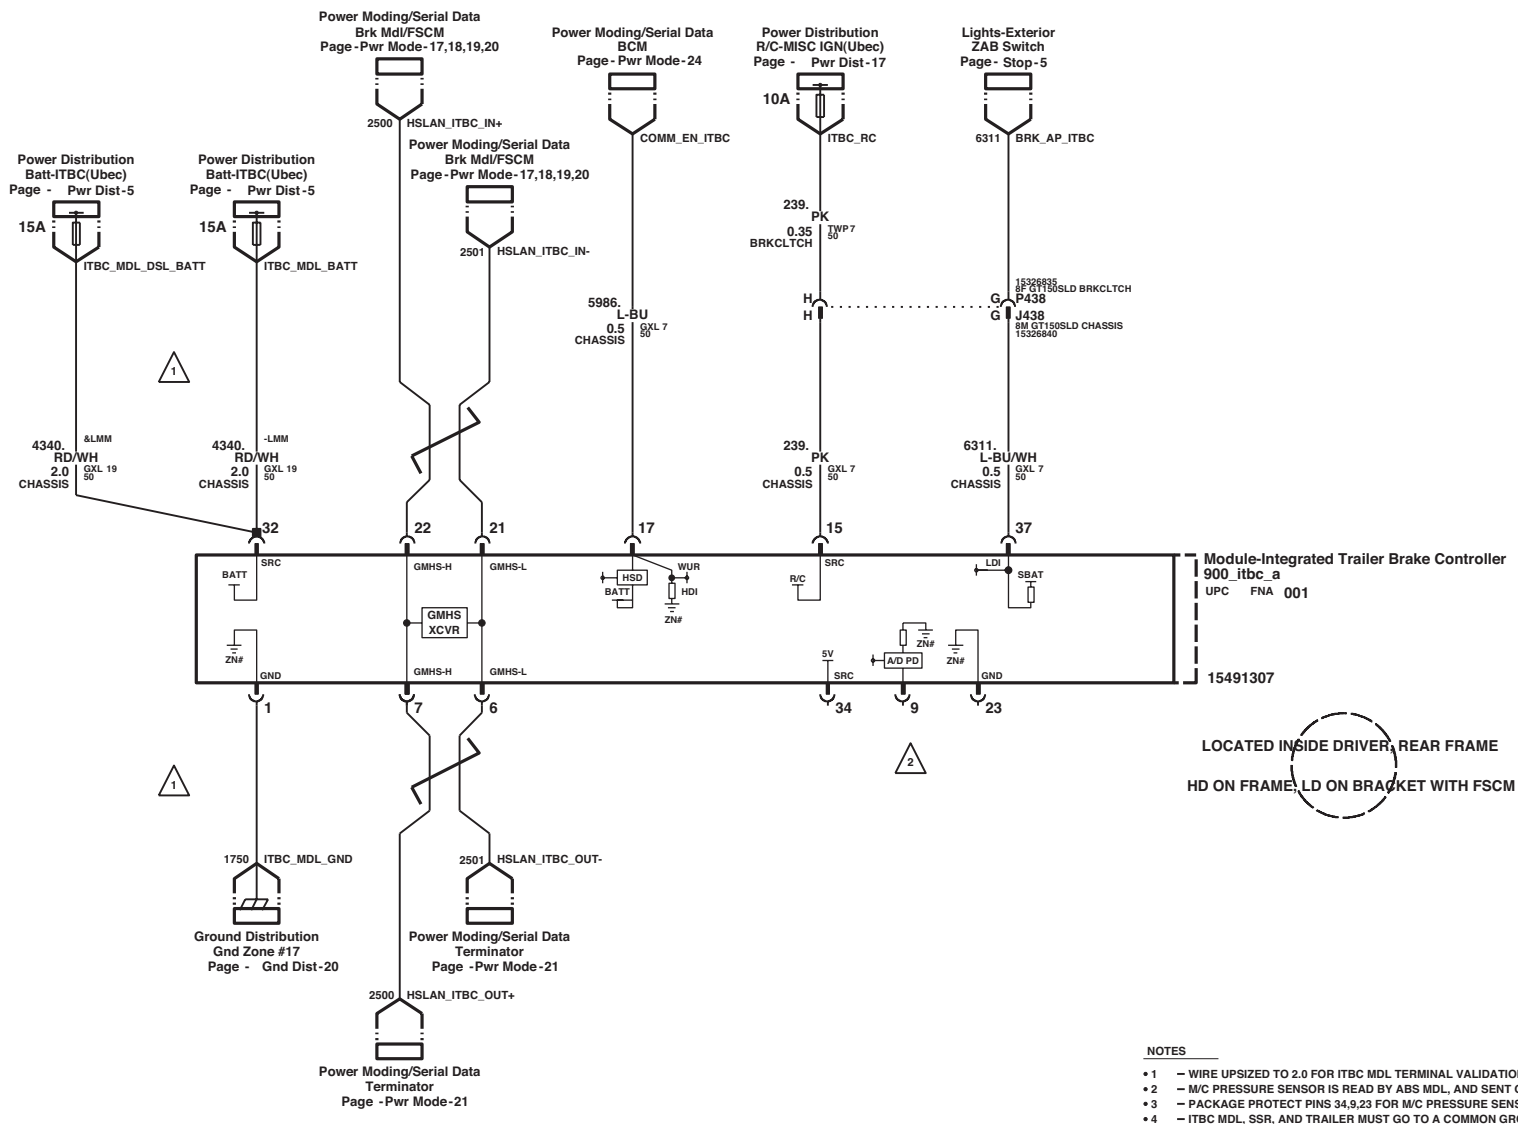 Power Moding/Serial Data
Brk Mdl/FSCM
Page-Pwr Mode-17,18,19,20
Power Moding/Serial Data
BCM
Page-Pwr Mode-24
Power Distribution
R/C-MISC IGN(Ubec)
Page - Pwr Dist-17
Lights-Exterior
ZAB Switch
Page- Stop-5
10A
2500 HSLAN_ITBC_IN+
COMM_EN_ITBC
ITBC_RC
6311 BRK_AP_ITBC
Power Moding/Serial Data
Brk Mdl/FSCM
Page-Pwr Mode-17,18,19,20
Power Distribution
Batt-ITBC(Ubec)
Page - Pwr Dist-5
Power Distribution
Batt-ITBC(Ubec)
Page - Pwr Dist-5
15A
15A
ITBC_MDL_DSL_BATT
ITBC_MDL_BATT
2501 HSLAN_ITBC_IN-
239.
PK
0.35 TWP 7
50
BRKCLTCH
15326835
8F GT150SLD BRKCLTCH
H
G P438
H
G J438
8M GT150SLD CHASSIS
15326840
5986.
L-BU
0.5 GXL 7
50
CHASSIS
1
4340. &LMM
RD/WH
2.0 GXL 19
50
CHASSIS
4340. -LMM
RD/WH
2.0 GXL 19
50
CHASSIS
239.
PK
0.5 GXL 7
50
CHASSIS
6311.
L-BU/WH
0.5 GXL 7
50
CHASSIS
32
22
21
17
15
37
SRC
BATT
GMHS-H
GMHS-L
HSD
BATT
WUR
HDI
ZN#
SRC
R/C
LDI
SBAT
Module-Integrated Trailer Brake Controller
900_itbc_a
UPC FNA 001
GMHS
XCVR
ZN#
GND
GMHS-H
GMHS-L
5V
SRC
ZN#
A/D PD
ZN#
GND
15491307
1
7
6
34
9
23
LOCATED INSIDE DRIVER, REAR FRAME
HD ON FRAME, LD ON BRACKET WITH FSCM
1
2
1750 ITBC_MDL_GND
2501 HSLAN_ITBC_OUT-
Ground Distribution
Gnd Zone #17
Page - Gnd Dist-20
Power Moding/Serial Data
Terminator
Page -Pwr Mode-21
2500 HSLAN_ITBC_OUT+
Power Moding/Serial Data
Terminator
Page -Pwr Mode-21
NOTES
• 1 – WIRE UPSIZED TO 2.0 FOR ITBC MDL TERMINAL
• 2 – M/C PRESSURE SENSOR IS READ BY ABS MDL, AND SENT
• 3 – PACKAGE PROTECT PINS 34,9,23 FOR M/C PRESSURE
• 4 – ITBC MDL, SSR, AND TRAILER MUST GO TO A COMMON